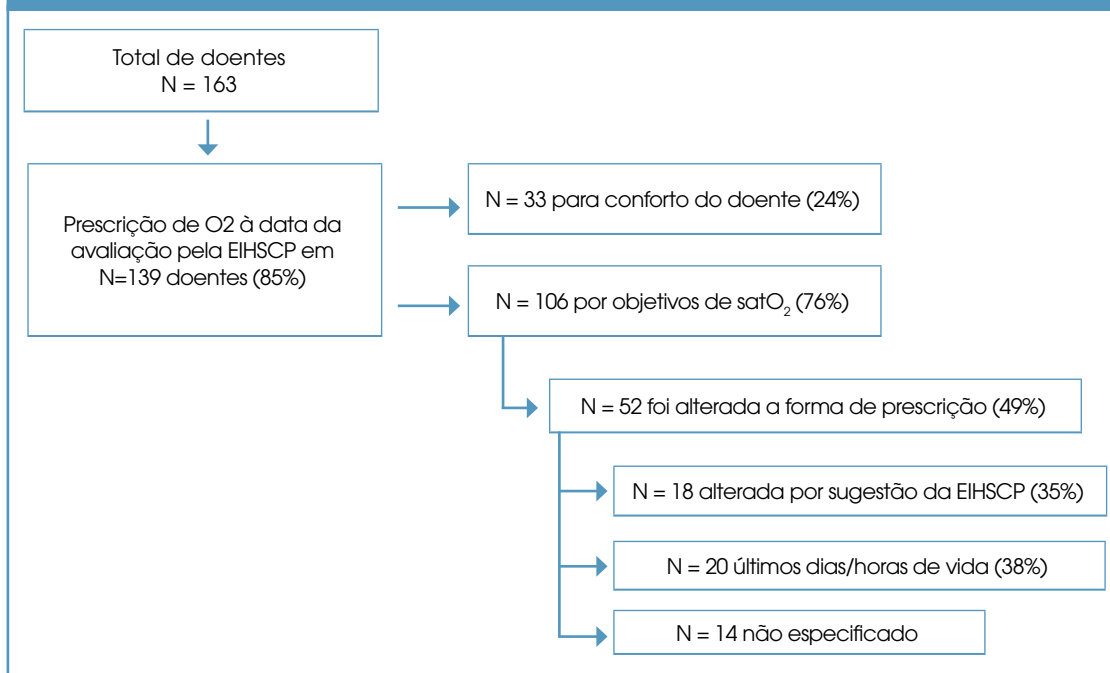 Total de doentes
N = 163
Prescrição de O2 à data da
avaliação pela EIHSCP em
N=139 doentes (85%)
N = 33 para conforto do doente (24%)
N = 106 por objetivos de satO₂ (76%)
N = 52 foi alterada a forma de prescrição (49%)
N = 18 alterada por sugestão da EIHSCP (35%)
N = 20 últimos dias/horas de vida (38%)
N = 14 não especificado